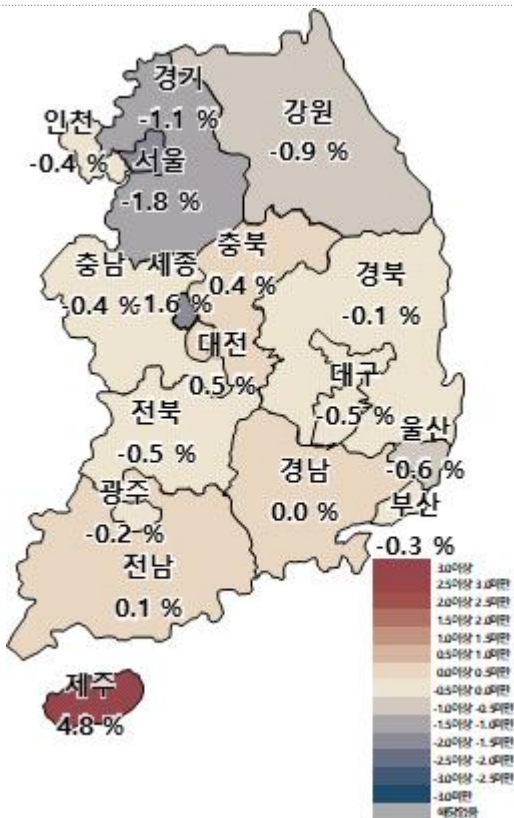 경기
-1.1 %
강원
-0.9 %
인천
-0.4 %
서울
-1.8 %
충북
0.4 %
충남
-0.4 %
세종
1.6 %
경북
-0.1 %
대전
0.5 %
대구
-0.5 %
전북
-0.5 %
울산
-0.6 %
경남
0.0 %
부산
-0.3 %
광주
-0.2 %
전남
0.1 %
제주
4.8 %
3.0이상
2.5이상 3.0미만
2.0이상 2.5미만
1.5이상 2.0미만
1.0이상 1.5미만
0.5이상 1.0미만
0.0이상 0.5미만
-0.5이상 0.0미만
-1.0이상 -0.5미만
-1.5이상 -1.0미만
-2.0이상 -1.5미만
-2.5이상 -2.0미만
-3.0이상 -2.5미만
-3.0미만
해당없음